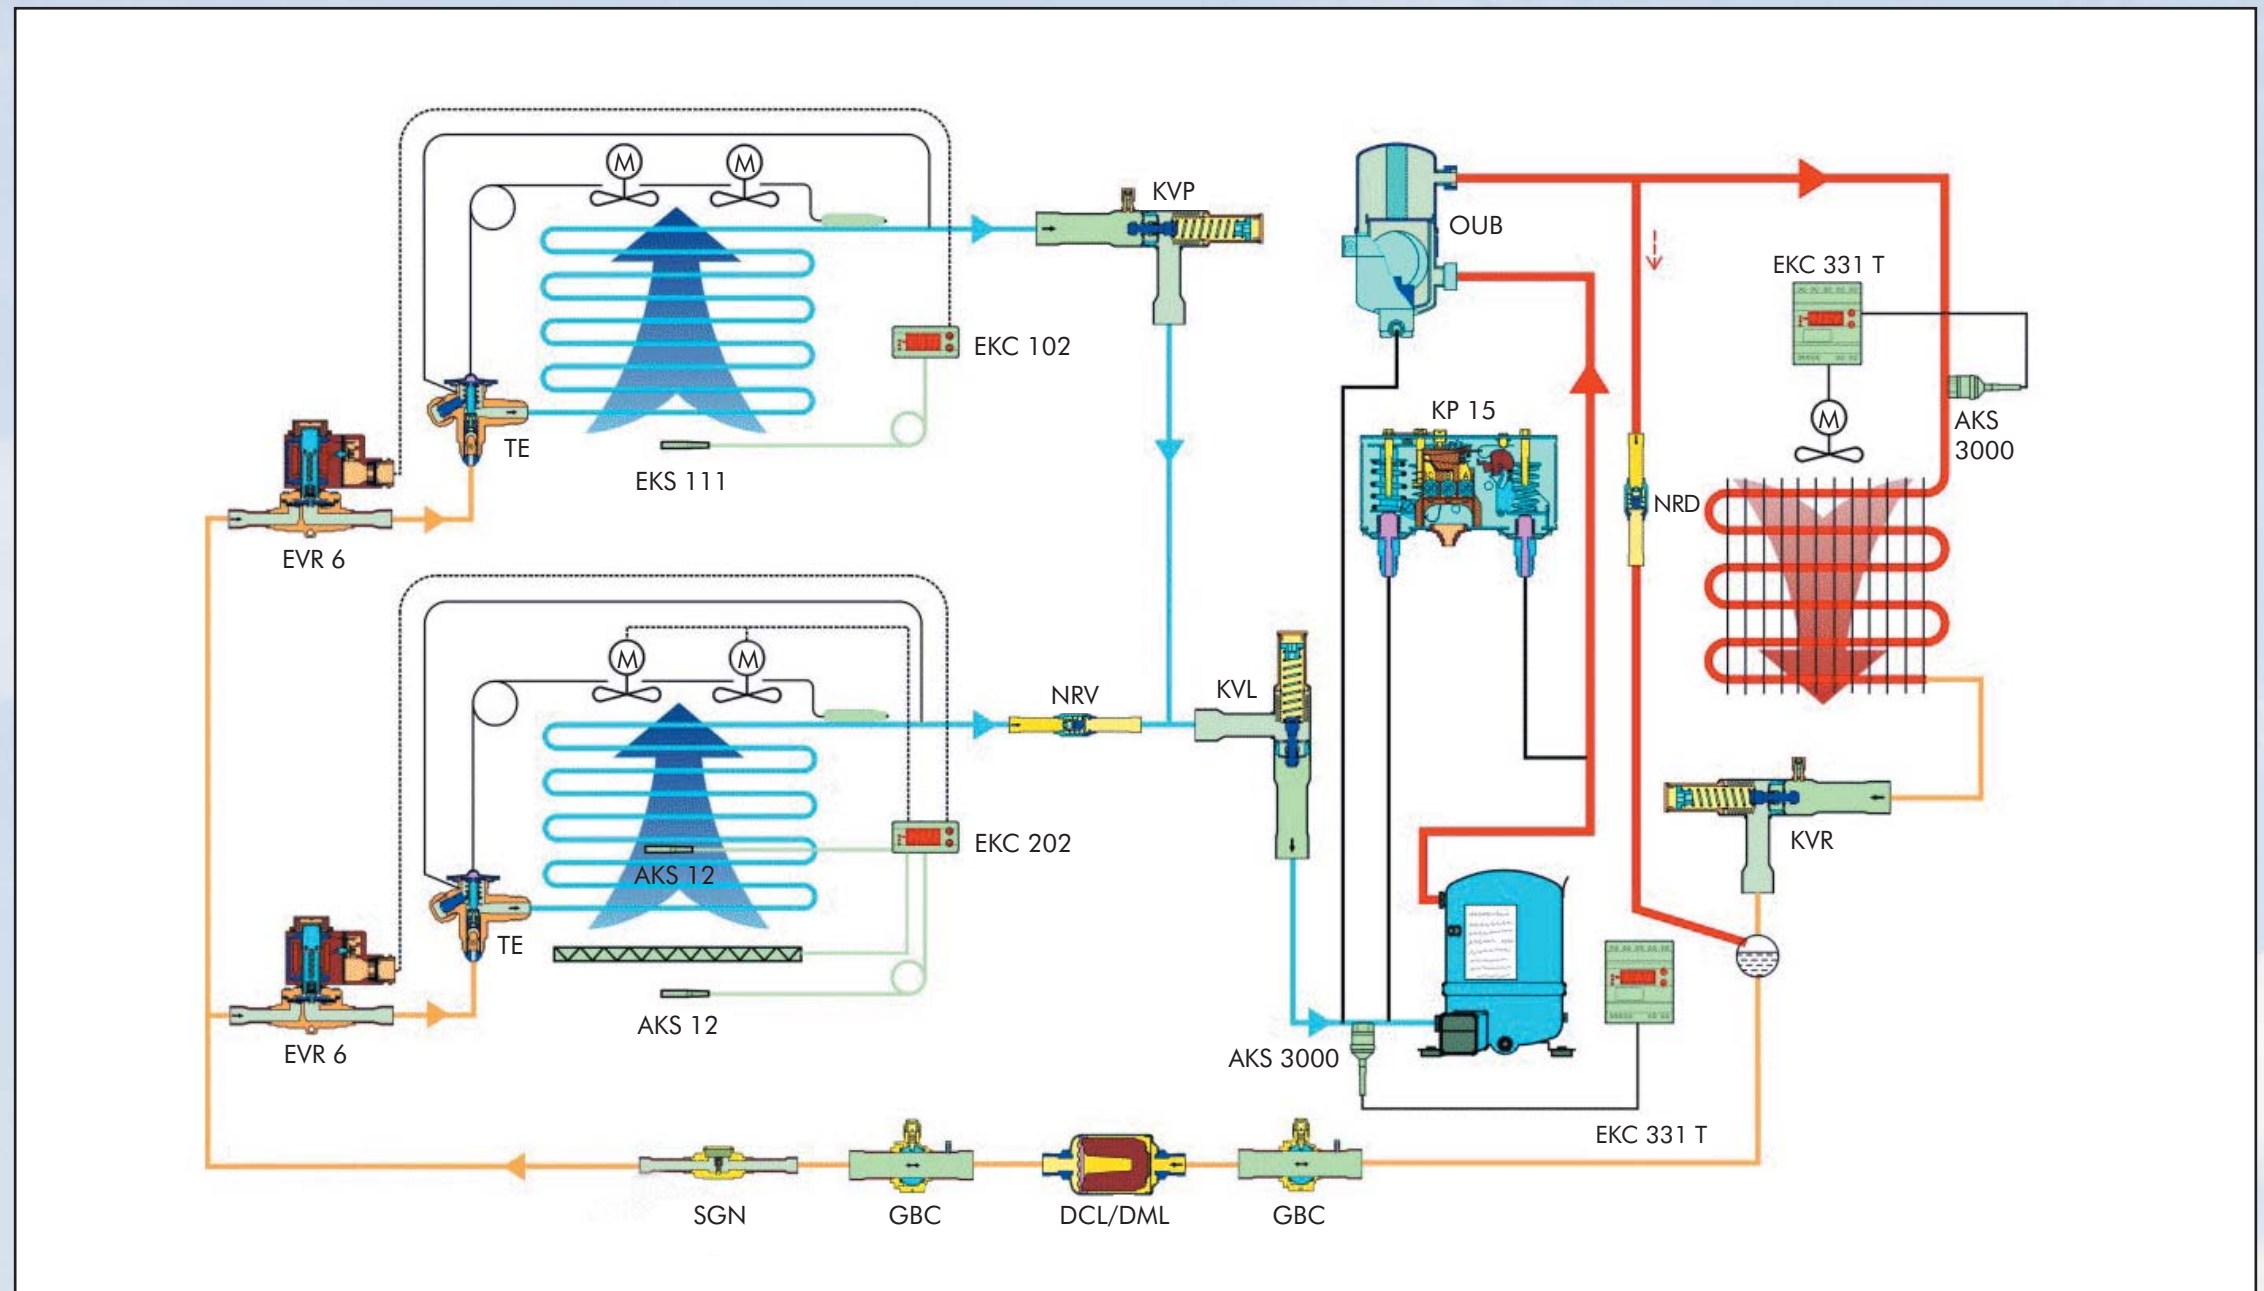 M
M
KVP
OUB
EKC 331 T
EKC 102
M
AKS
3000
KP 15
TE
EKS 111
NRD
EVR 6
M
M
NRV
KVL
EKC 202
KVR
AKS 12
TE
AKS 12
EVR 6
AKS 3000
EKC 331 T
SGN
GBC
DCL/DML
GBC